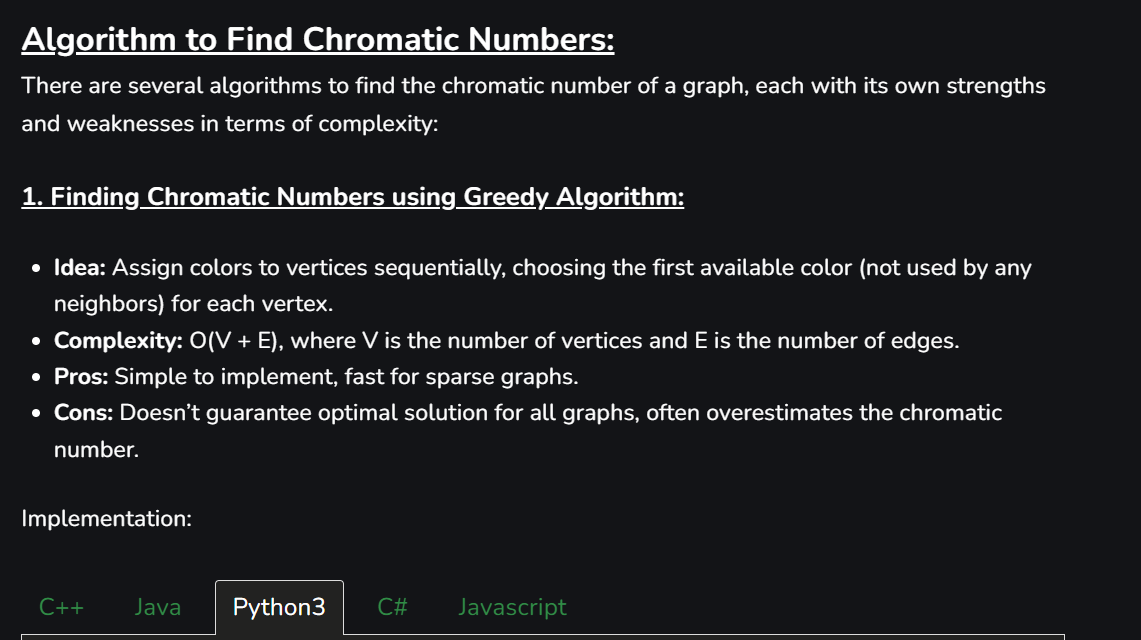 Algorithm to Find Chromatic Numbers:
There are several algorithms to find the chromatic number of a graph, each with its own strengths
and weaknesses in terms of complexity:
1. Finding Chromatic Numbers using Greedy Algorithm:
• Idea: Assign colors to vertices sequentially, choosing the first available color (not used by any
neighbors) for each vertex.
• Complexity: O(V + E), where V is the number of vertices and E is the number of edges.
• Pros: Simple to implement, fast for sparse graphs.
• Cons: Doesn’t guarantee optimal solution for all graphs, often overestimates the chromatic
number.
Implementation:
C++ Java Python3 C# Javascript